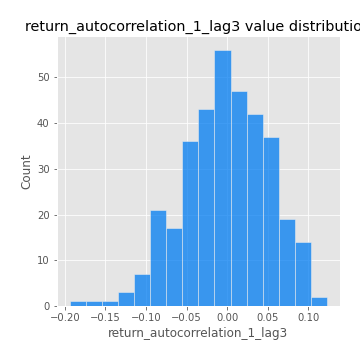 return_autocorrelation_1_lag3 value distributio
50
40
30
20
10
0
Count
−0.20 −0.15 −0.10 −0.05 0.00 0.05 0.10
return_autocorrelation_1_lag3